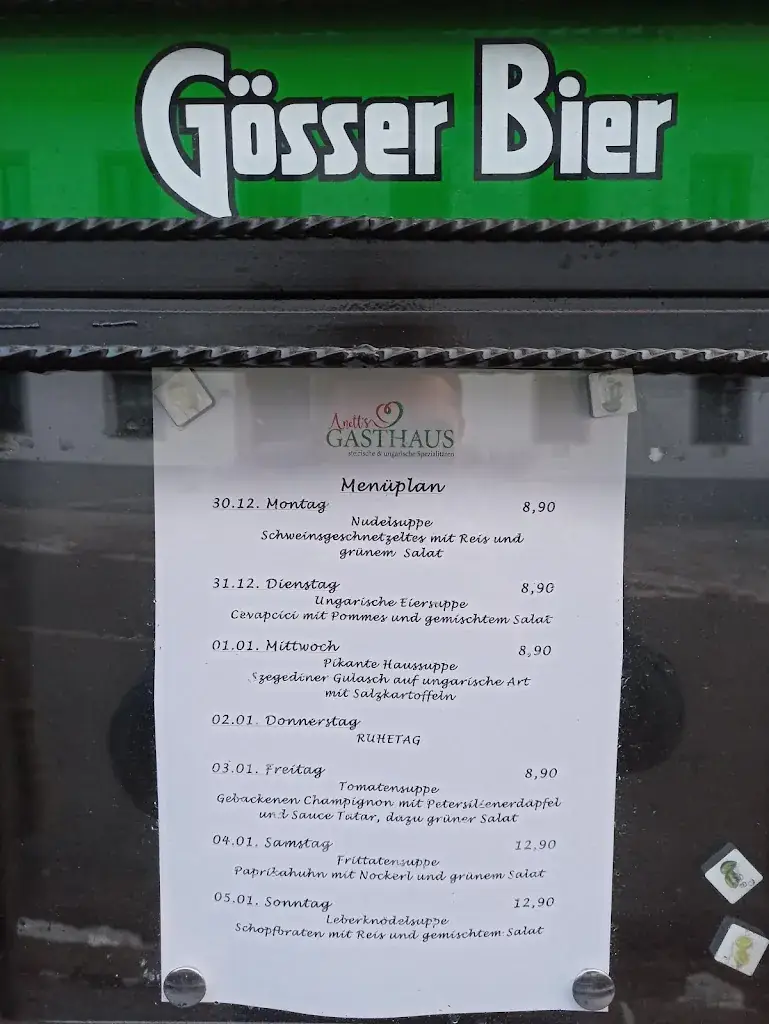 Gösser Bier
Anett's
GASTHAUS
steirische & ungarische Spezialitäten
Menüplan
30.12. Montag 8,90
Nudelsuppe
Schweinsgeschnetzeltes mit Reis und
grünem Salat
31.12. Dienstag 8,90
Ungarische Eiersuppe
Cevapcici mit Pommes und gemischtem Salat
01.01. Mittwoch 8,90
Pikante Haussuppe
Szegediner Gulasch auf ungarische Art
mit Salzkartoffeln
02.01. Donnerstag
RUHETAG
03.01. Freitag 8,90
Tomatensuppe
Gebackenen Champignon mit Petersilienerdäpfel
und Sauce Tatar, dazu grüner Salat
04.01. Samstag 12,90
Frittatensuppe
Paprikahuhn mit Nockerl und grünem Salat
05.01. Sonntag 12,90
Leberknödelsuppe
Schopfbraten mit Reis und gemischtem Salat